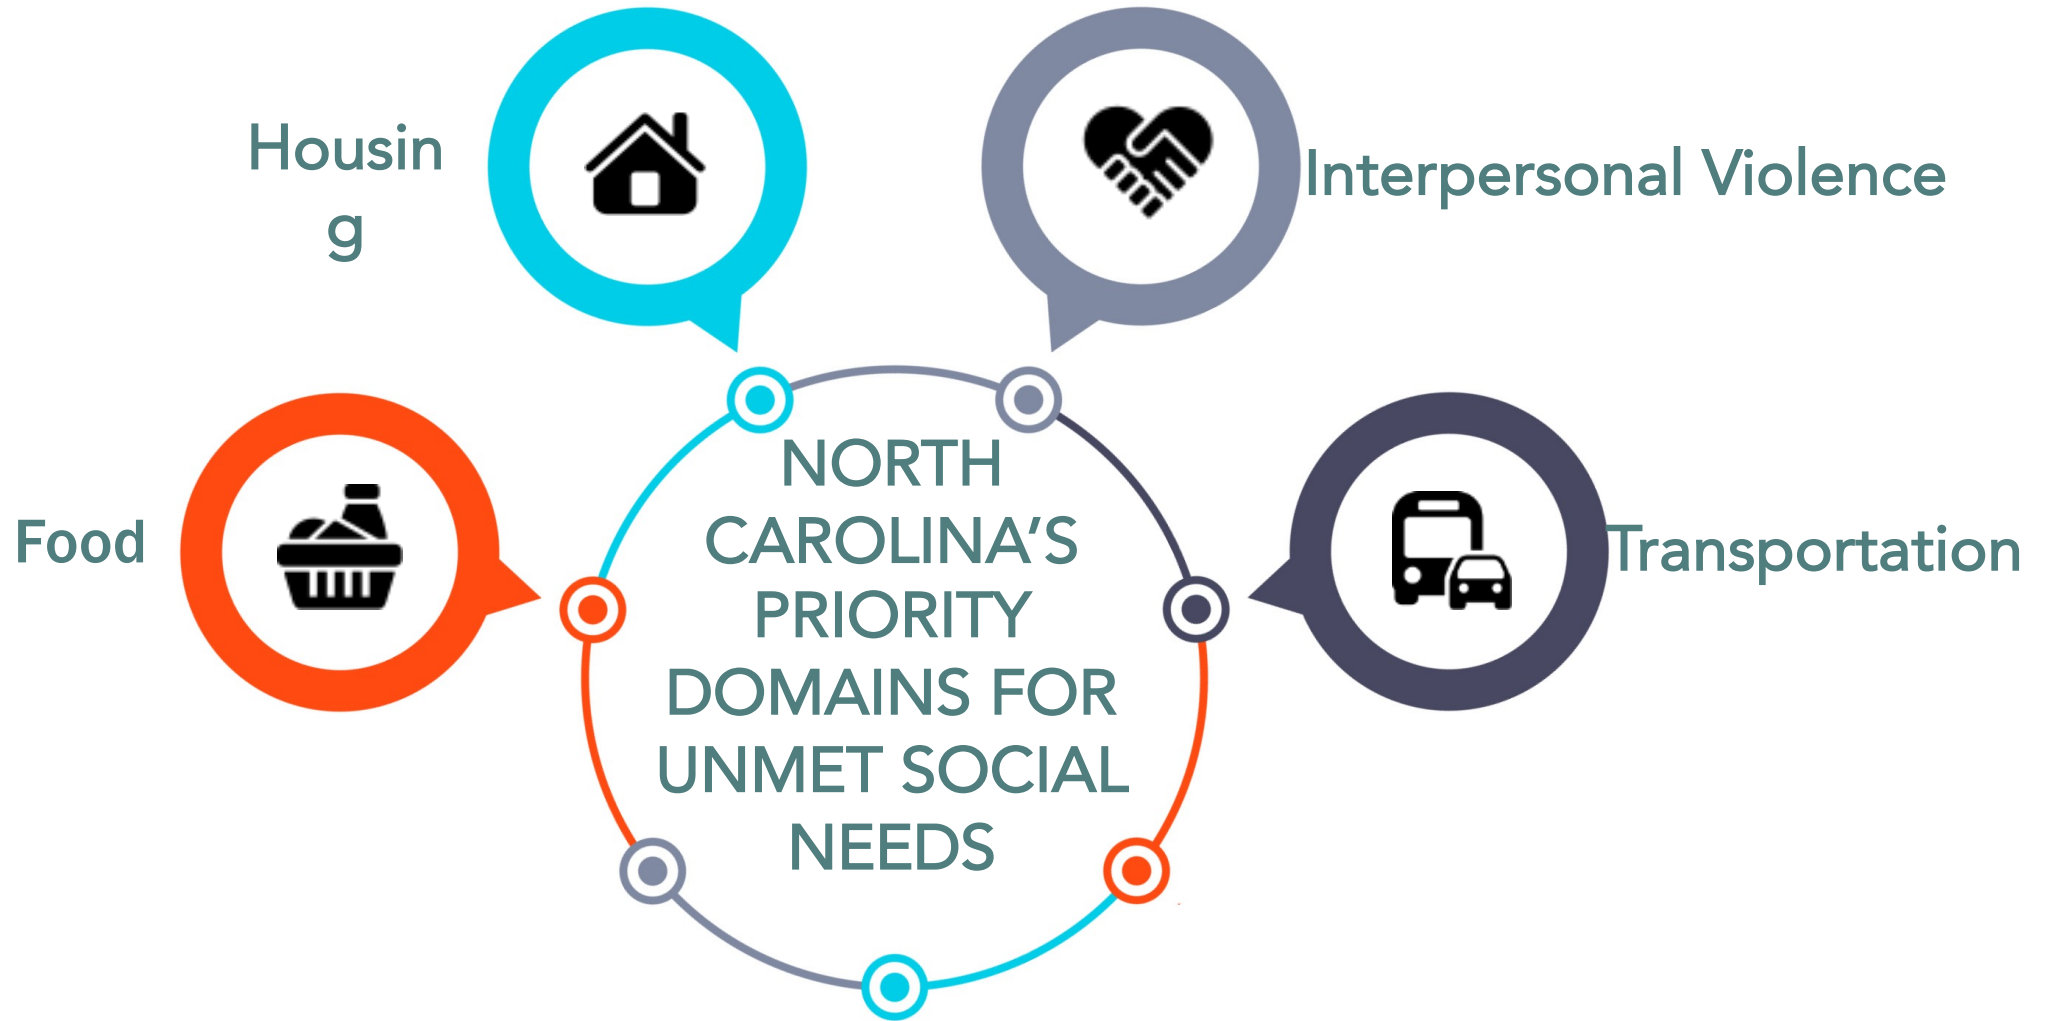 Housin
g
Interpersonal Violence
Food
Transportation
NORTH
CAROLINA’S
PRIORITY
DOMAINS FOR
UNMET SOCIAL
NEEDS